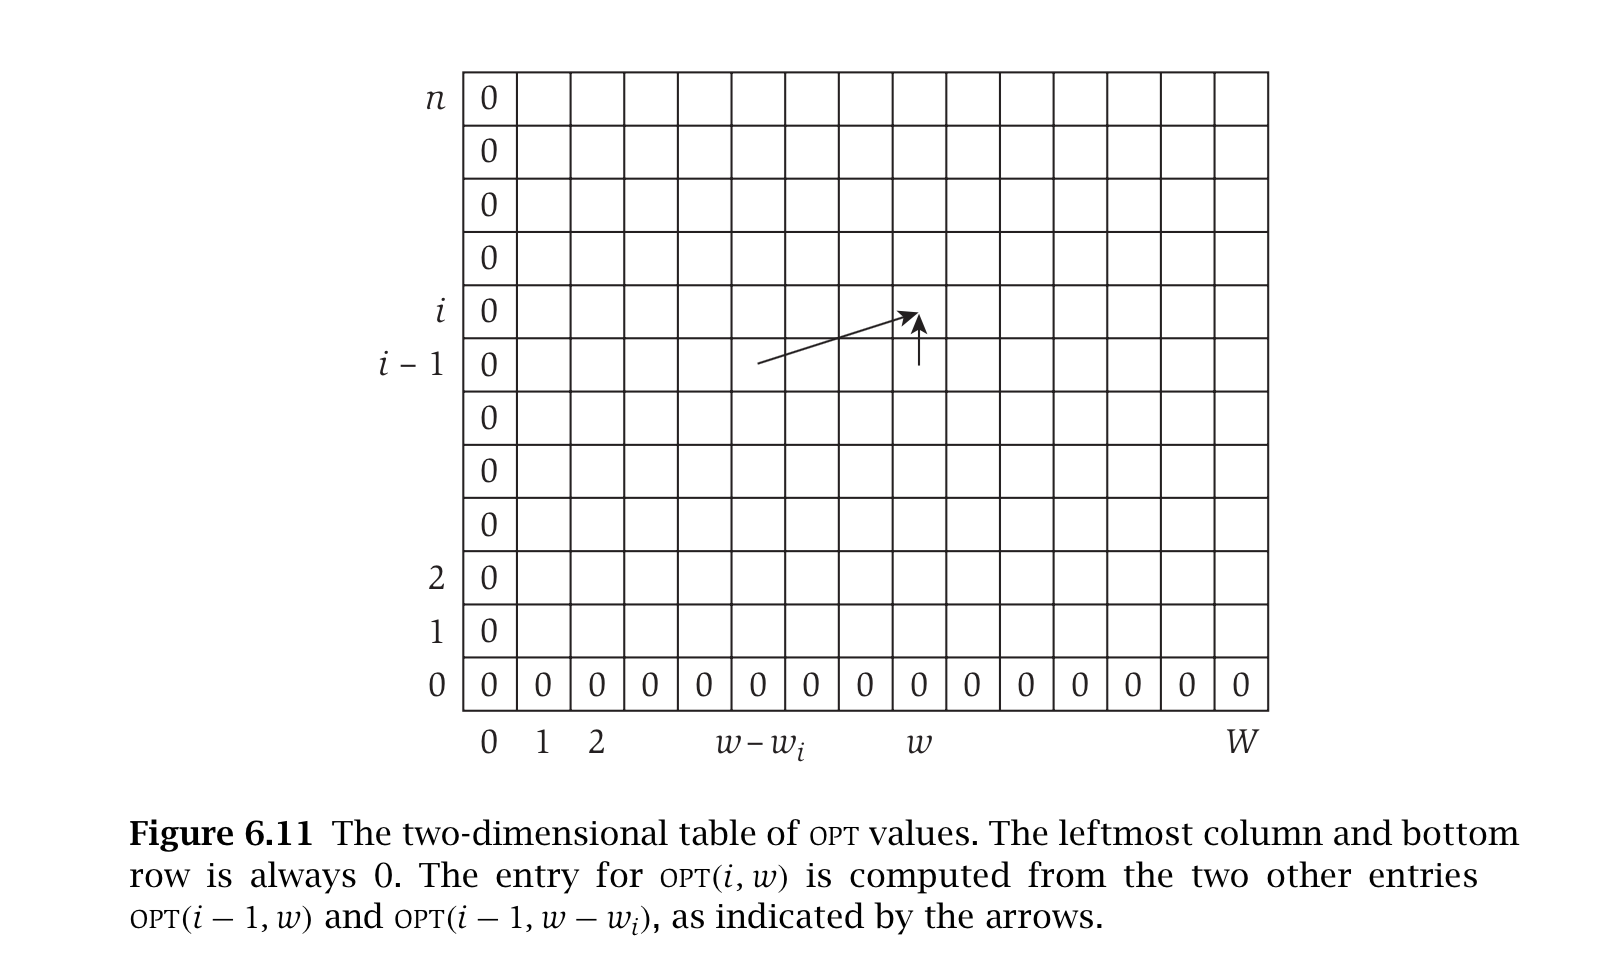 n 0
0
0
0
i 0
i – 1 0
0
0
0
2 0
1 0
0 0 0 0 0 0 0 0 0 0 0 0 0 0 0 0
0 1 2 w – wᵢ w W
Figure 6.11 The two-dimensional table of OPT values. The leftmost column and bottom
row is always 0. The entry for OPT(i, w) is computed from the two other entries
OPT(i − 1, w) and OPT(i − 1, w − wᵢ), as indicated by the arrows.